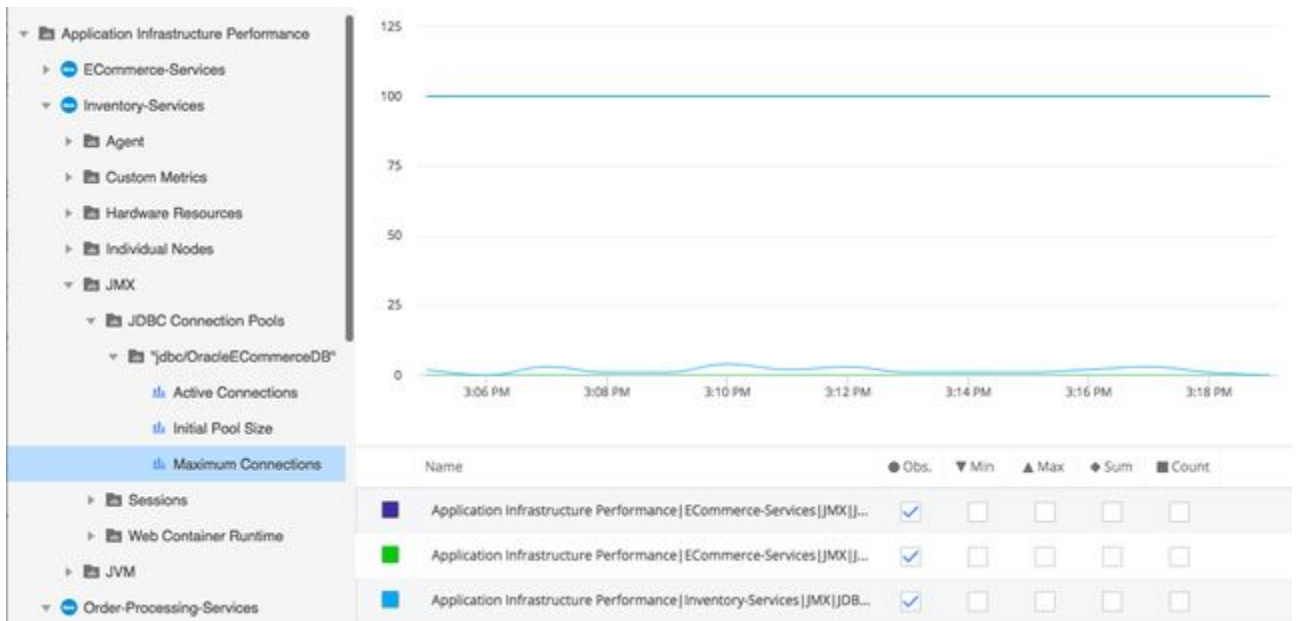 Application Infrastructure Performance
ECommerce-Services
Inventory-Services
Agent
Custom Metrics
Hardware Resources
Individual Nodes
JMX
JDBC Connection Pools
"jdbc/OracleECommerceDB"
Active Connections
Initial Pool Size
Maximum Connections
Sessions
Web Container Runtime
JVM
Order-Processing-Services
125
100
75
50
25
0
3:06 PM 3:08 PM 3:10 PM 3:12 PM 3:14 PM 3:16 PM 3:18 PM
Name Obs. Min Max Sum Count
Application Infrastructure Performance|ECommerce-Services|JMX|J...
Application Infrastructure Performance|ECommerce-Services|JMX|J...
Application Infrastructure Performance|Inventory-Services|JMX|JDB...